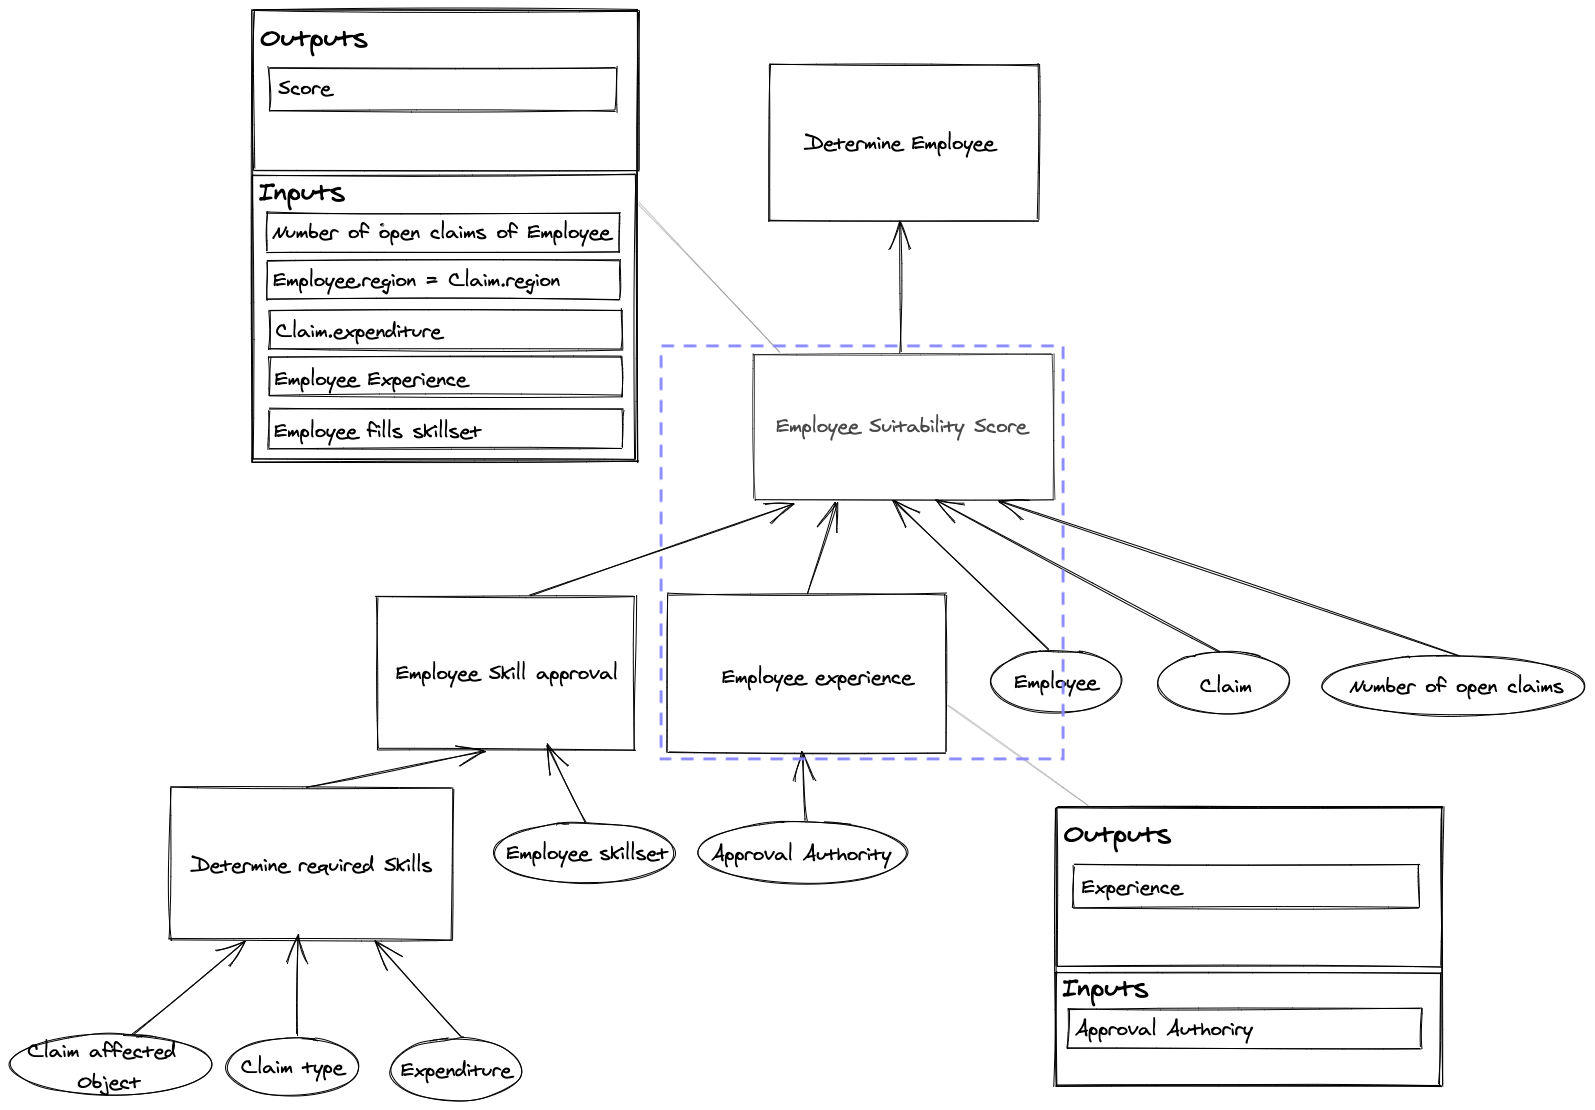 Outputs
Score
Inputs
Number of open claims of Employee
Employee.region = Claim.region
Claim.expenditure
Employee Experience
Employee fills skillset
Determine Employee
Employee Suitability Score
Employee Skill approval
Employee experience
Employee
Claim
Number of open claims
Determine required Skills
Employee skillset
Approval Authority
Outputs
Experience
Inputs
Approval Authoriry
Claim affected
Object
Claim type
Expenditure